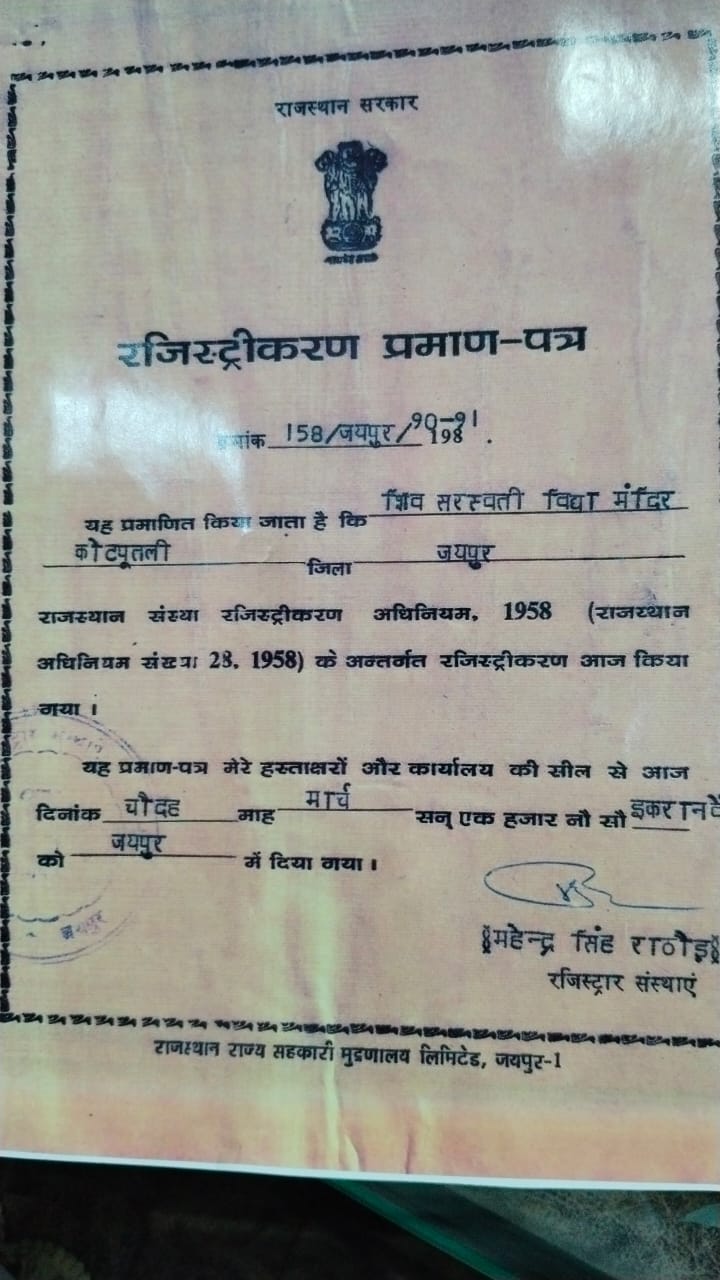 राजस्थान सरकार
रजिस्ट्रीकरण प्रमाण-पत्र
क्रमांक 158/जयपुर/90-91
198 .
यह प्रमाणित किया जाता है कि शिव सरस्वती विद्या मंदिर
कोटपूतली जिला जयपुर
राजस्थान संस्था रजिस्ट्रीकरण अधिनियम, 1958 (राजस्थान
अधिनियम संख्या 28, 1958) के अन्तर्गत रजिस्ट्रीकरण आज किया
गया ।
यह प्रमाण-पत्र मेरे हस्ताक्षरों और कार्यालय की सील से आज
दिनांक चौदह माह मार्च सन् एक हजार नौ सौ इकरानवें
को जयपुर में दिया गया ।
महेन्द्र सिंह राठौड़
रजिस्ट्रार संस्थाएं
जयपुर
राजस्थान राज्य सहकारी मुद्रणालय लिमिटेड, जयपुर-1